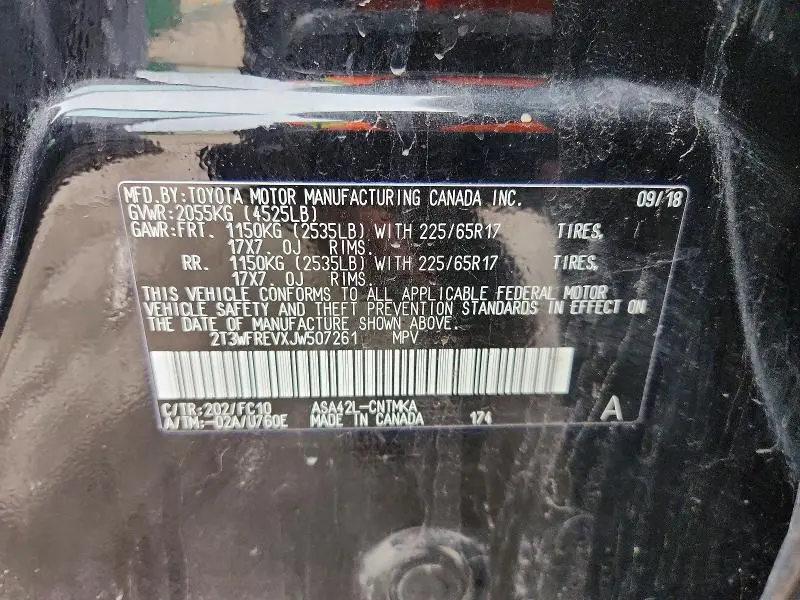 MFD.BY:TOYOTA MOTOR MANUFACTURING CANADA INC. 09/18
GVWR:2055KG (4525LB)
GAWR:FRT. 1150KG (2535LB) WITH 225/65R17 TIRES,
17X7.0J RIMS.
RR. 1150KG (2535LB) WITH 225/65R17 TIRES,
17X7.0J RIMS.
THIS VEHICLE CONFORMS TO ALL APPLICABLE FEDERAL MOTOR
VEHICLE SAFETY AND THEFT PREVENTION STANDARDS IN EFFECT ON
THE DATE OF MANUFACTURE SHOWN ABOVE.
2T3WFREVXJW507261 MPV
C/TR:202/FC10 ASA42L-CNTMKA A
A/TM:-02A/U760E MADE IN CANADA 174